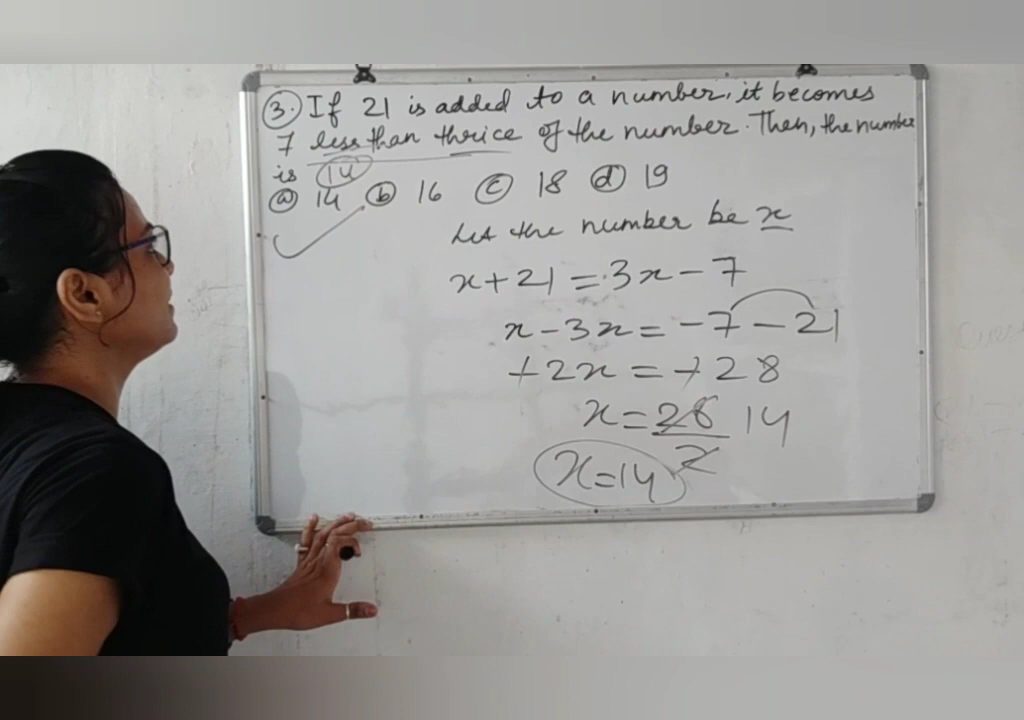 3. If 21 is added to a number, it becomes
7 less than thrice of the number. Then, the number
is 14
a 14 b 16 c 18 d 19
Let the number be x
x+21=3x-7
x-3x=-7-21
+2x=+28
x=28/2 14
x=14